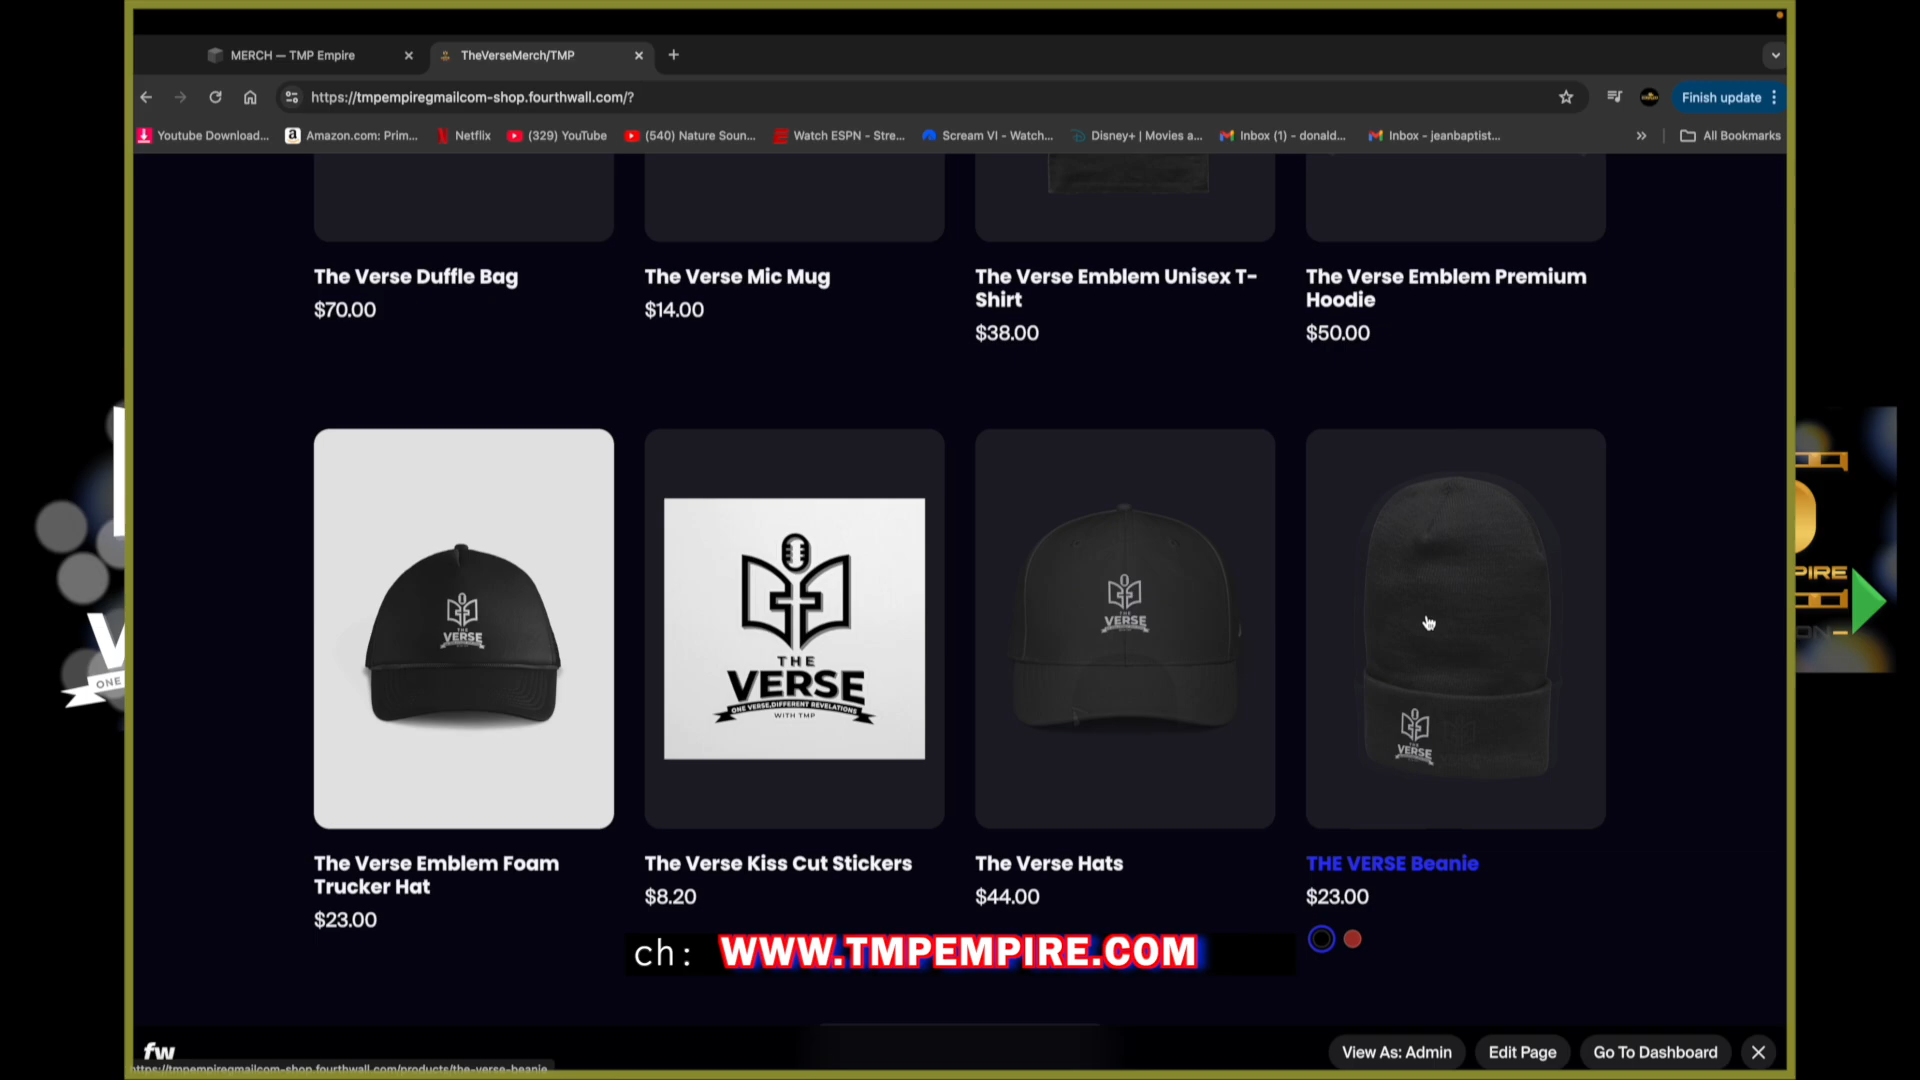 MERCH — TMP Empire
TheVerseMerch/TMP
https://tmpempiregmailcom-shop.fourthwall.com/?
Finish update
Youtube Download...
Amazon.com: Prim...
Netflix
(329) YouTube
(540) Nature Soun...
Watch ESPN - Stre...
Scream VI - Watch...
Disney+ | Movies a...
Inbox (1) - donald...
Inbox - jeanbaptist...
»
All Bookmarks
The Verse Duffle Bag
$70.00
The Verse Mic Mug
$14.00
The Verse Emblem Unisex T-
Shirt
$38.00
The Verse Emblem Premium
Hoodie
$50.00
THE
VERSE
THE
VERSE
ONE VERSE,DIFFERENT REVELATIONS
WITH TMP
THE
VERSE
THE
VERSE
The Verse Emblem Foam
Trucker Hat
$23.00
The Verse Kiss Cut Stickers
$8.20
The Verse Hats
$44.00
THE VERSE Beanie
$23.00
ch: WWW.TMPEMPIRE.COM
ONE
PIRE
ON
fw
View As: Admin
Edit Page
Go To Dashboard
https://tmpempiregmailcom-shop.fourthwall.com/products/the-verse-beanie